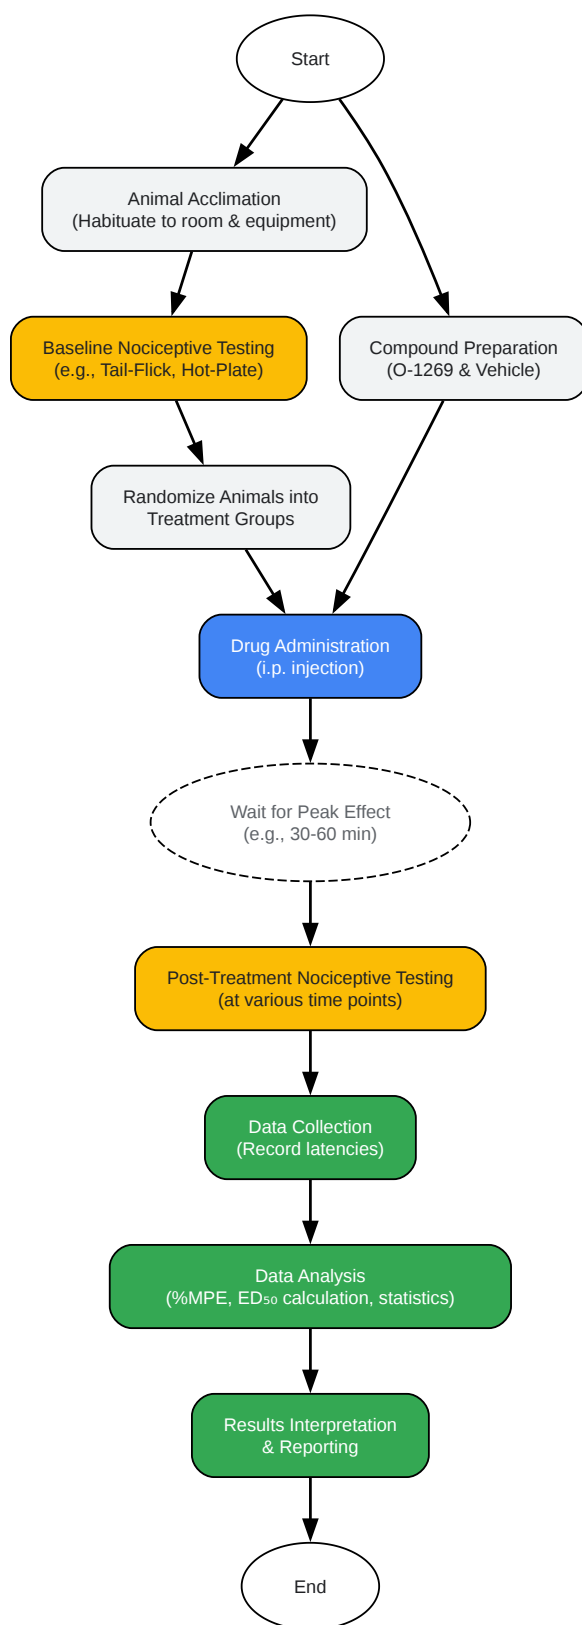 Start
Animal Acclimation
(Habituate to room & equipment)
Baseline Nociceptive Testing
(e.g., Tail-Flick, Hot-Plate)
Compound Preparation
(O-1269 & Vehicle)
Randomize Animals into
Treatment Groups
Drug Administration
(i.p. injection)
Wait for Peak Effect
(e.g., 30-60 min)
Post-Treatment Nociceptive Testing
(at various time points)
Data Collection
(Record latencies)
Data Analysis
(%MPE, ED₅₀ calculation, statistics)
Results Interpretation
& Reporting
End